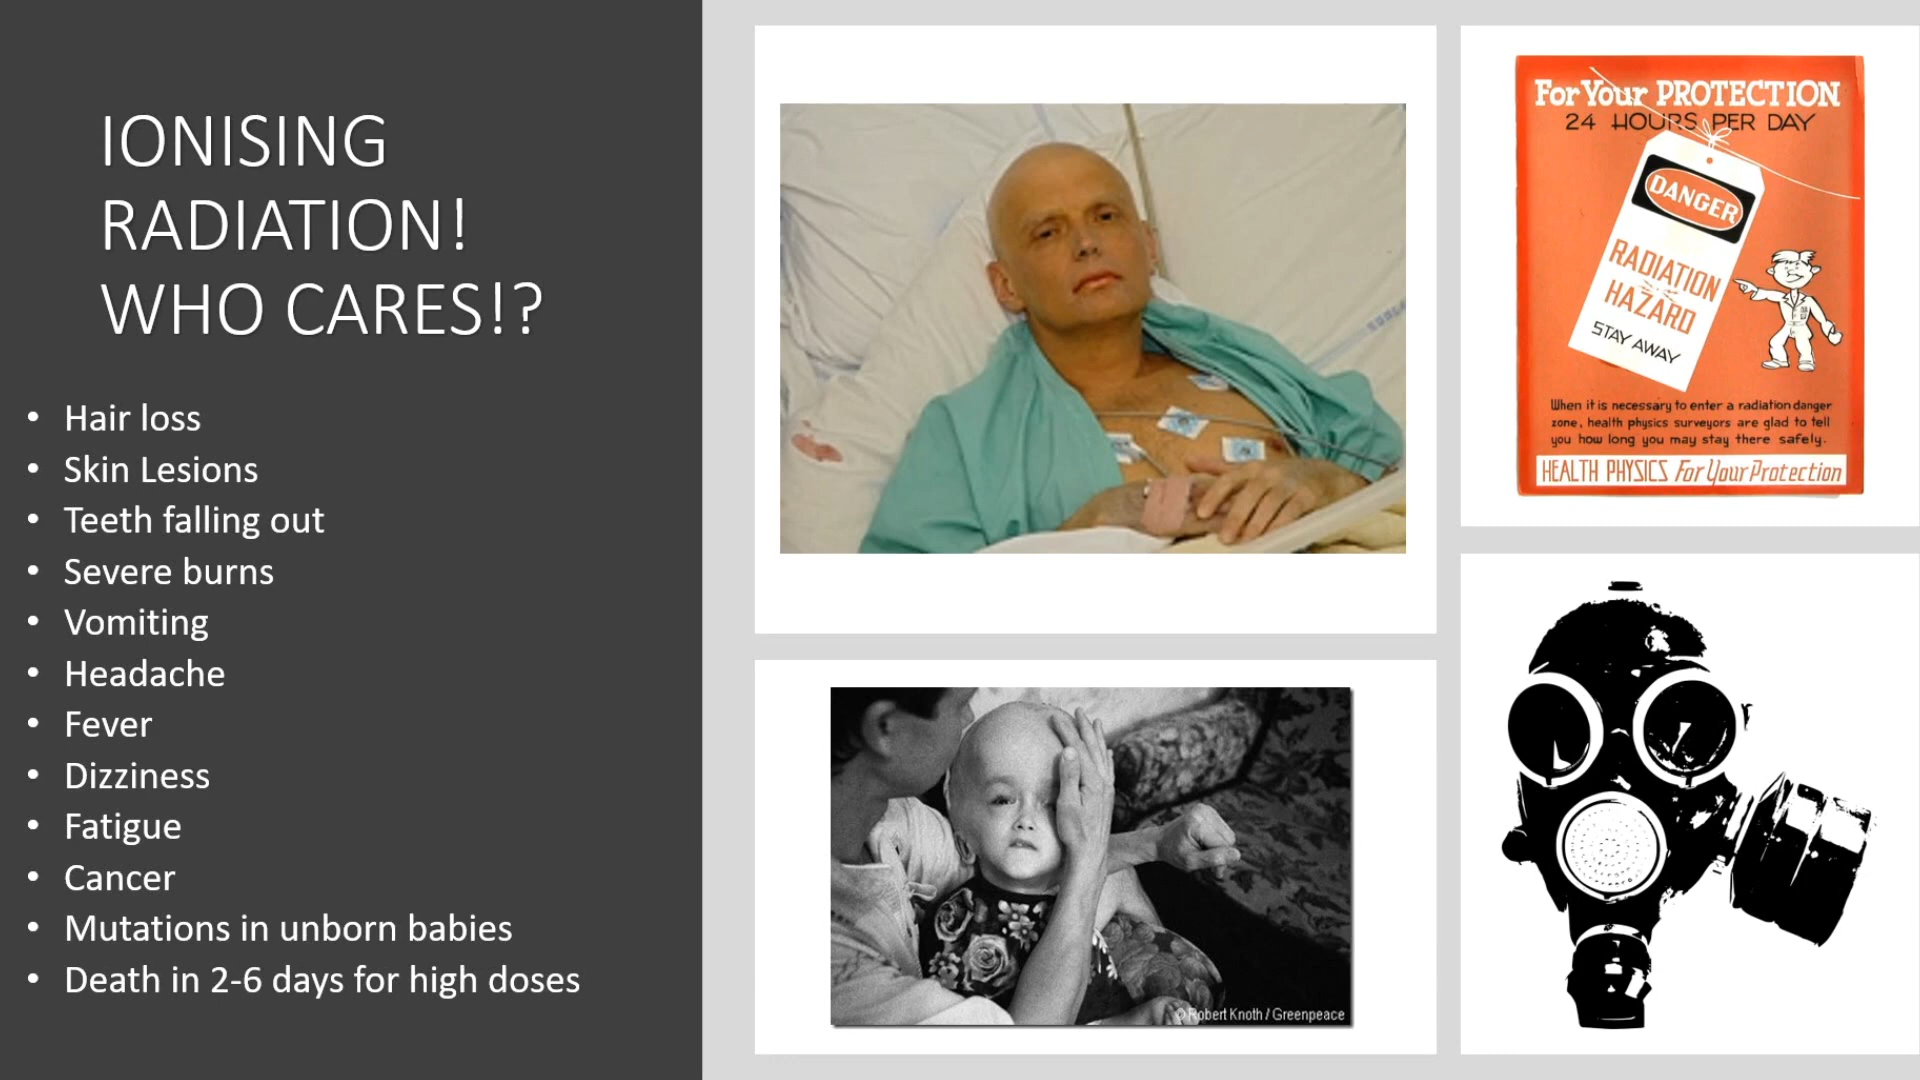 IONISING
RADIATION!
WHO CARES!?
• Hair loss
• Skin Lesions
• Teeth falling out
• Severe burns
• Vomiting
• Headache
• Fever
• Dizziness
• Fatigue
• Cancer
• Mutations in unborn babies
• Death in 2-6 days for high doses
For Your PROTECTION
24 HOURS PER DAY
DANGER
RADIATION
HAZARD
STAY AWAY
When it is necessary to enter a radiation danger
zone, health physics surveyors are glad to tell
you how long you may stay there safely.
HEALTH PHYSICS For Your Protection
© Robert Knoth / Greenpeace